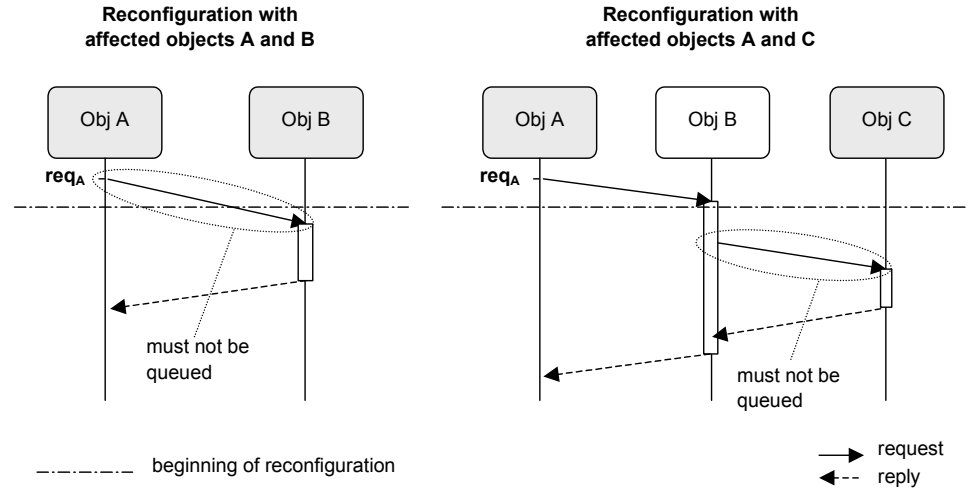 Reconfiguration with
affected objects A and B
Obj A
Obj B
reqA
must not be
queued
Reconfiguration with
affected objects A and C
Obj A
Obj B
Obj C
reqA
must not be
queued
beginning of reconfiguration
request
reply